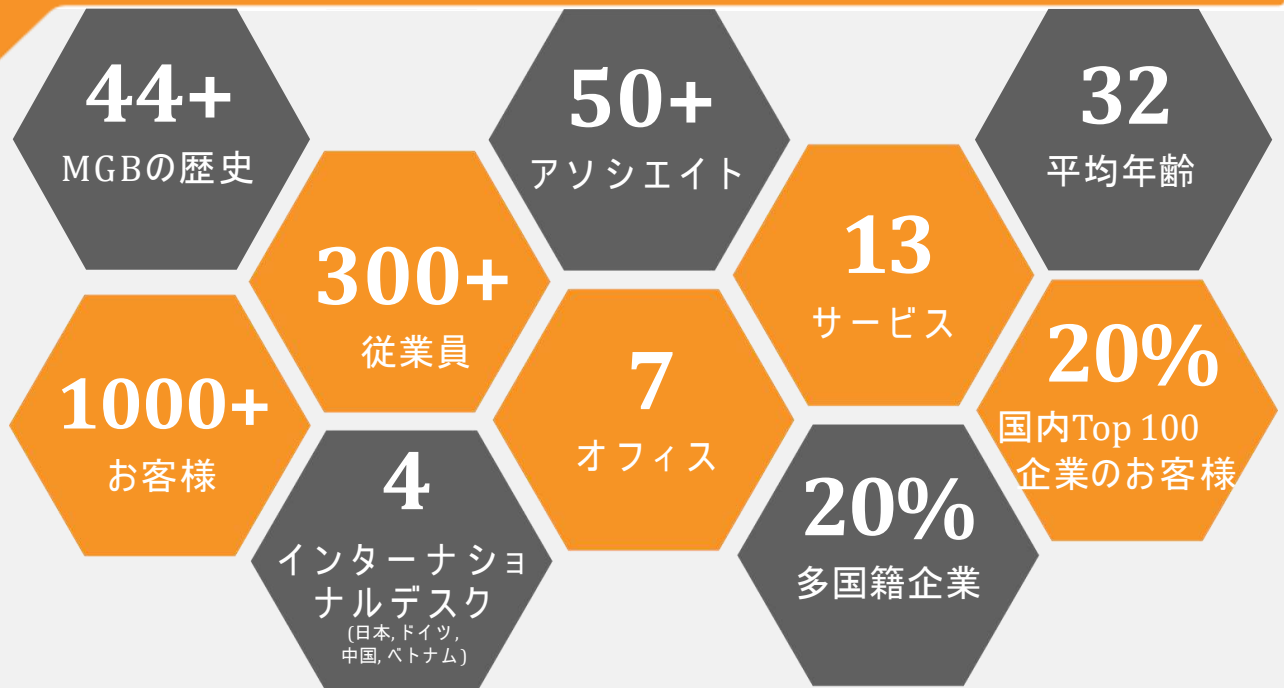 44+
MGBの歴史
50+
アソシエイト
32
平均年齢
300+
従業員
13
サービス
1000+
お客様
7
オフィス
20%
国内Top 100
企業のお客様
4
インターナショ
ナルデスク
(日本, ドイツ,
中国, ベトナム)
20%
多国籍企業